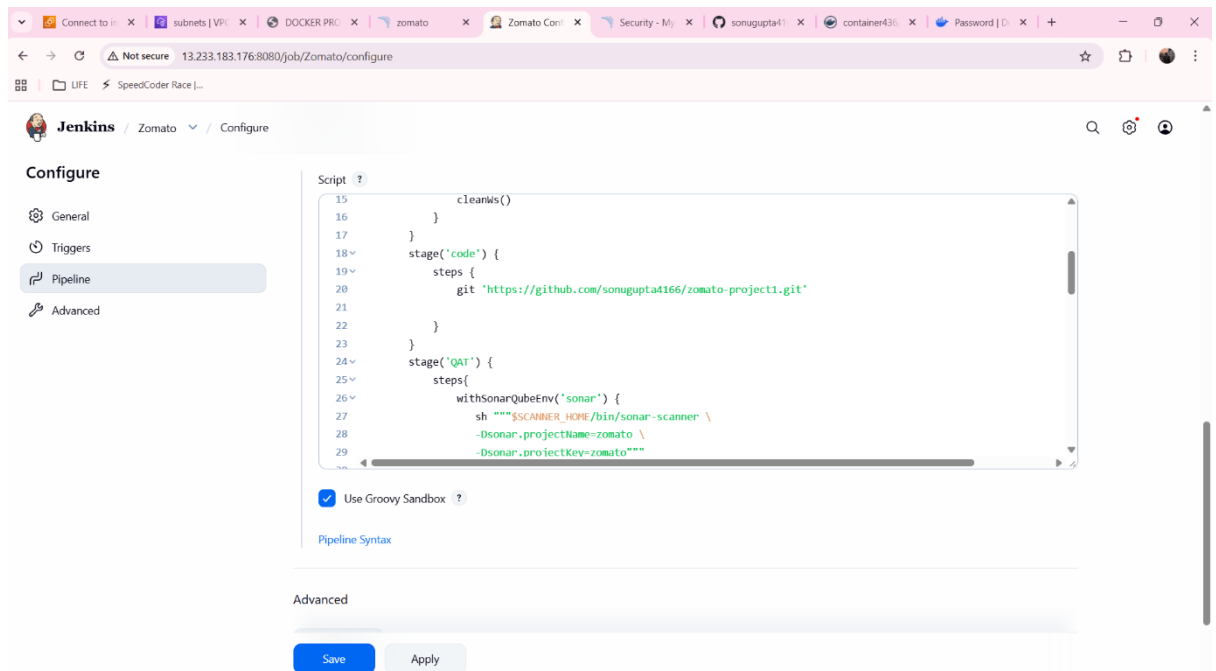 Connect to in
subnets | VPC
DOCKER PRO
zomato
Zomato Conf
Security - My
sonugupta41
container436
Password | D
Not secure 13.233.183.176:8080/job/Zomato/configure
LIFE
SpeedCoder Race |...
Jenkins / Zomato / Configure
Configure
General
Triggers
Pipeline
Advanced
Script ?
15 cleanWs()
16 }
17 }
18 stage('code') {
19 steps {
20 git 'https://github.com/sonugupta4166/zomato-project1.git'
21
22 }
23 }
24 stage('QAT') {
25 steps{
26 withSonarQubeEnv('sonar') {
27 sh """$SCANNER_HOME/bin/sonar-scanner \
28 -Dsonar.projectName=zomato \
29 -Dsonar.projectKey=zomato"""
Use Groovy Sandbox ?
Pipeline Syntax
Advanced
Save
Apply